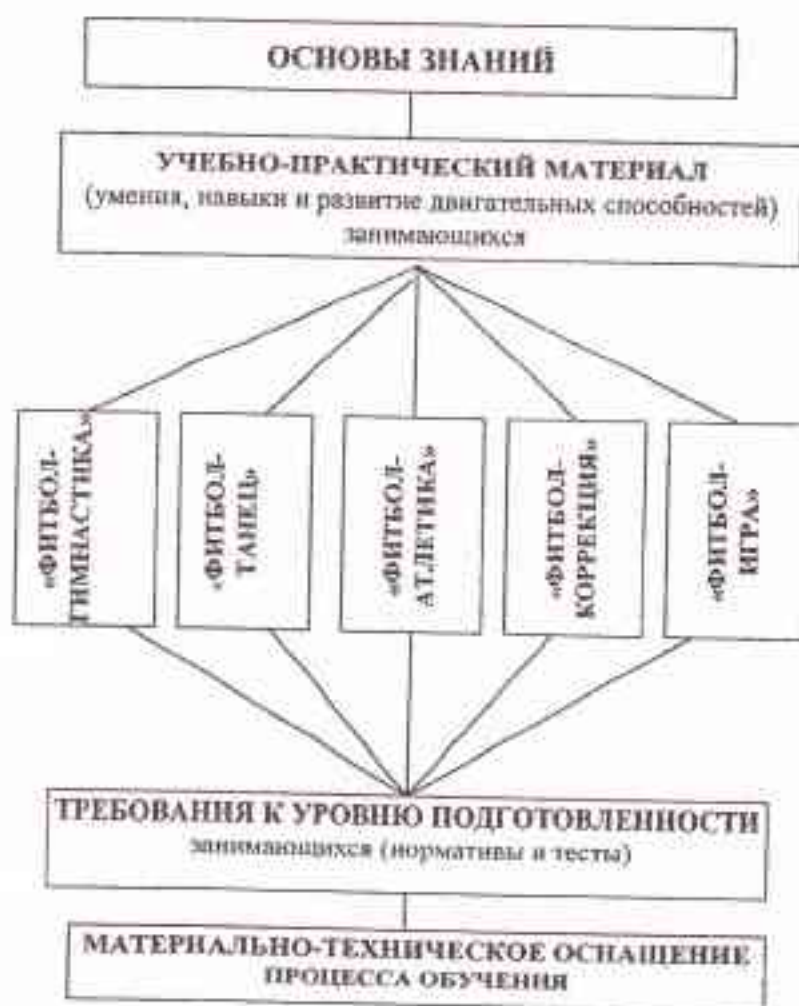 ОСНОВЫ ЗНАНИЙ
УЧЕБНО-ПРАКТИЧЕСКИЙ МАТЕРИАЛ
(умения, навыки и развитие двигательных способностей)
занимающихся
«ФИТБОЛ-
ГИМНАСТИКА»
«ФИТБОЛ-
ТАНЕЦ»
«ФИТБОЛ-
АТЛЕТИКА»
«ФИТБОЛ-
КОРРЕКЦИЯ»
«ФИТБОЛ-
ИГРА»
ТРЕБОВАНИЯ К УРОВНЮ ПОДГОТОВЛЕННОСТИ
занимающихся (нормативы и тесты)
МАТЕРИАЛЬНО-ТЕХНИЧЕСКОЕ ОСНАЩЕНИЕ
ПРОЦЕССА ОБУЧЕНИЯ